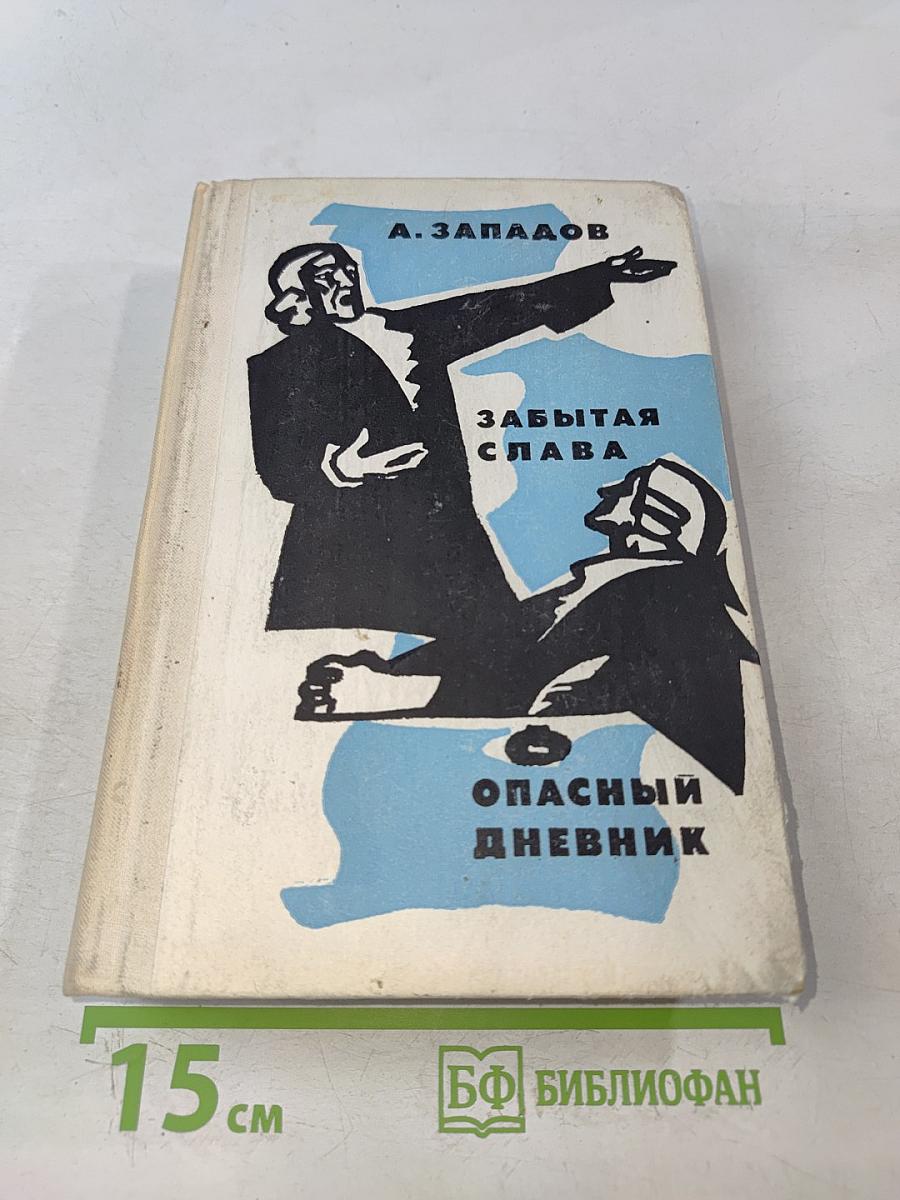 А. ЗАПАДОВ
ЗАБЫТАЯ
СЛАВА
ОПАСНЫЙ
ДНЕВНИК
15 см
БФ БИБЛИОФАН